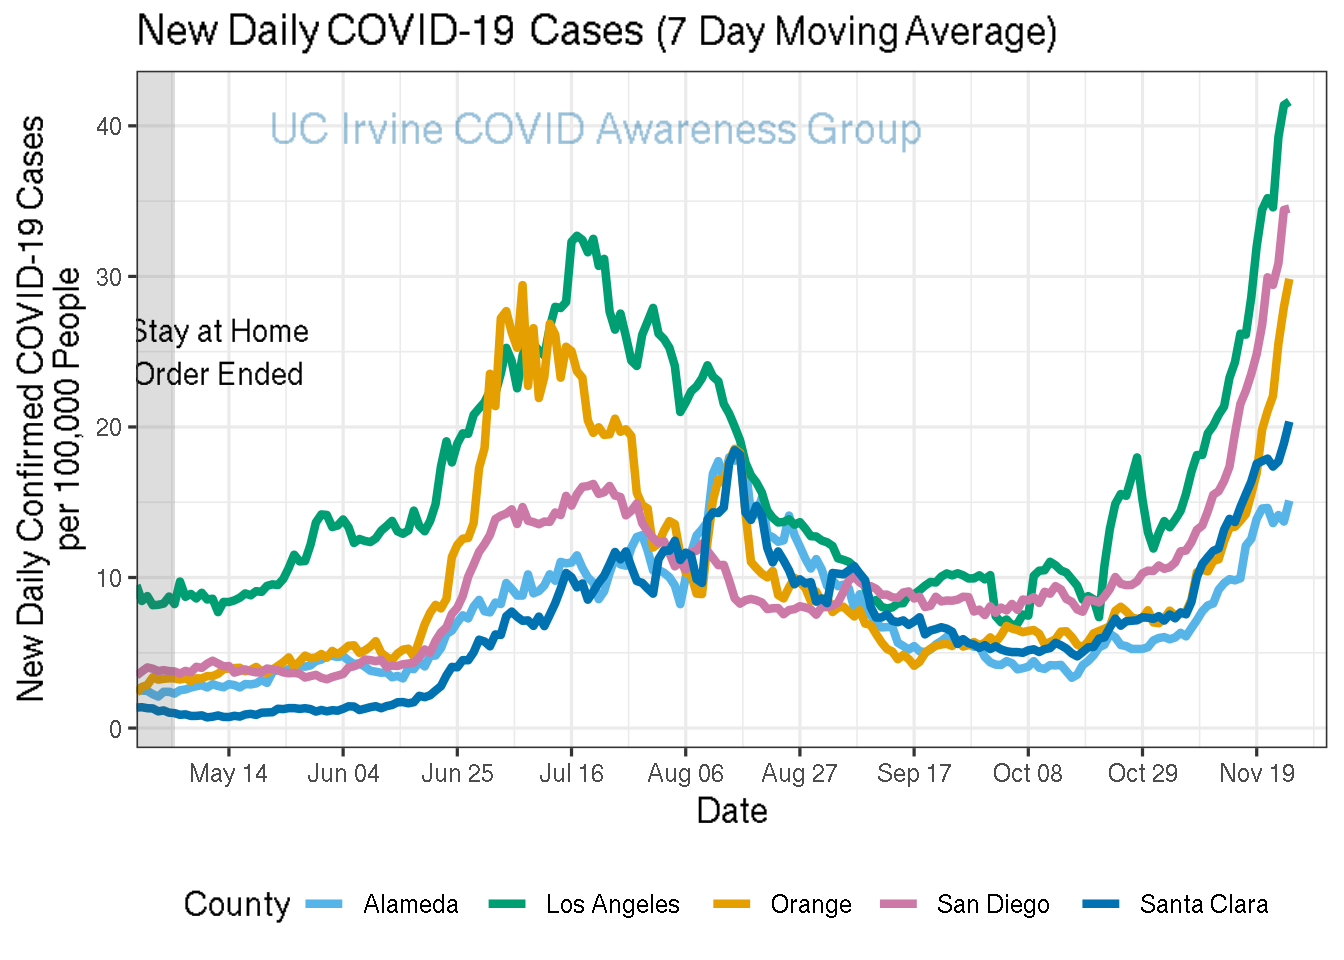 New Daily COVID-19 Cases (7 Day Moving Average)
UC Irvine COVID Awareness Group
New Daily Confirmed COVID-19 Cases
per 100,000 People
40
30
20
10
0
Stay at Home
Order Ended
May 14 Jun 04 Jun 25 Jul 16 Aug 06 Aug 27 Sep 17 Oct 08 Oct 29 Nov 19
Date
County Alameda Los Angeles Orange San Diego Santa Clara